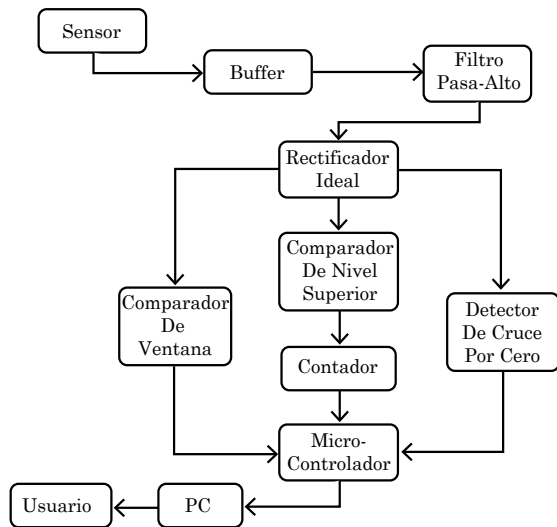 Sensor
Buffer
Filtro
Pasa-Alto
Rectificador
Ideal
Comparador
De Nivel
Superior
Comparador
De
Ventana
Detector
De Cruce
Por Cero
Contador
Micro-
Controlador
Usuario
PC